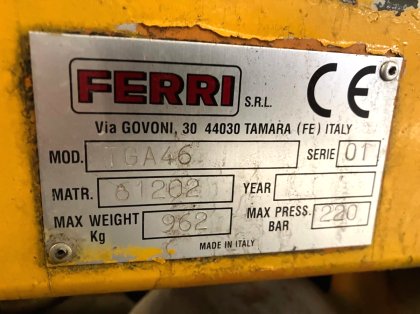 FERRI S.R.L. CE
Via GOVONI, 30 44030 TAMARA (FE) ITALY
MOD. TGA46 SERIE 01
MATR. 81202 YEAR
MAX WEIGHT Kg 962 MAX PRESS. BAR 220
MADE IN ITALY